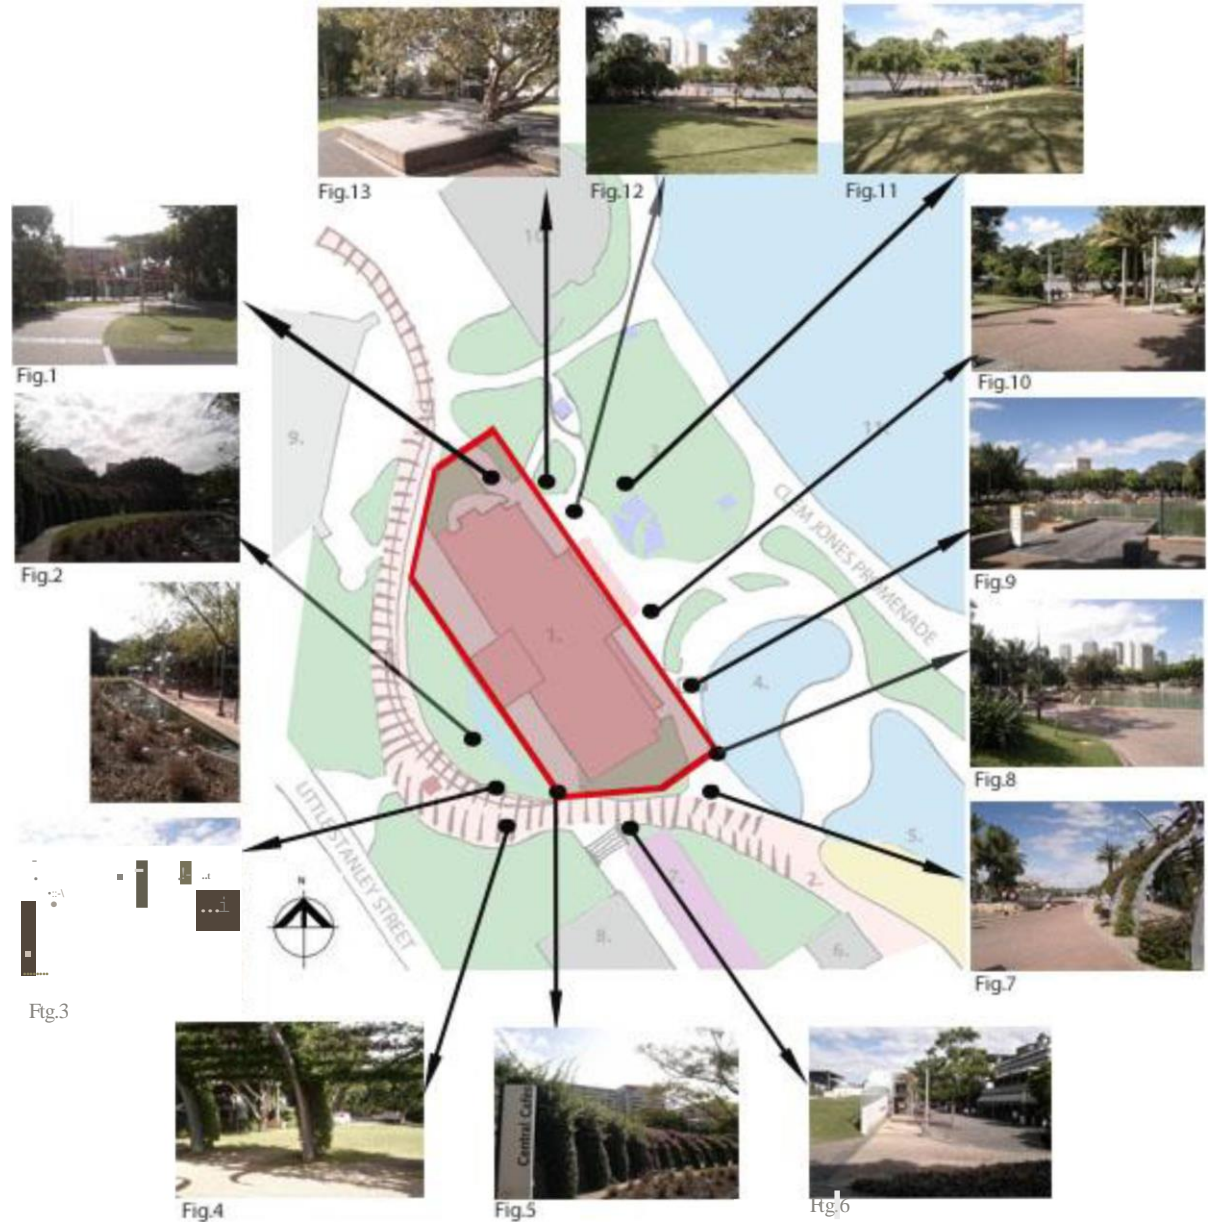 Fig.13
Fig.12
Fig.11
Fig.1
Fig.10
10.
11.
9.
Fig.2
CLEM JONES PROMENADE
Fig.9
1.
4.
Fig.8
LITTLE STANLEY STREET
5.
2.
N
8.
6.
Fig.7
Ftg.3
Central Cafes
Fig.4
Fig.5
Ftg.6